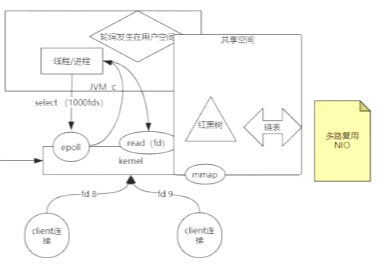 轮询发生在用户空间
共享空间
线程/进程
JVM c
select （1000fds）
红黑树
链表
多路复用
NIO
epoll
read（fd）
kernel
mmap
fd 8
fd 9
client连
接
client连
接